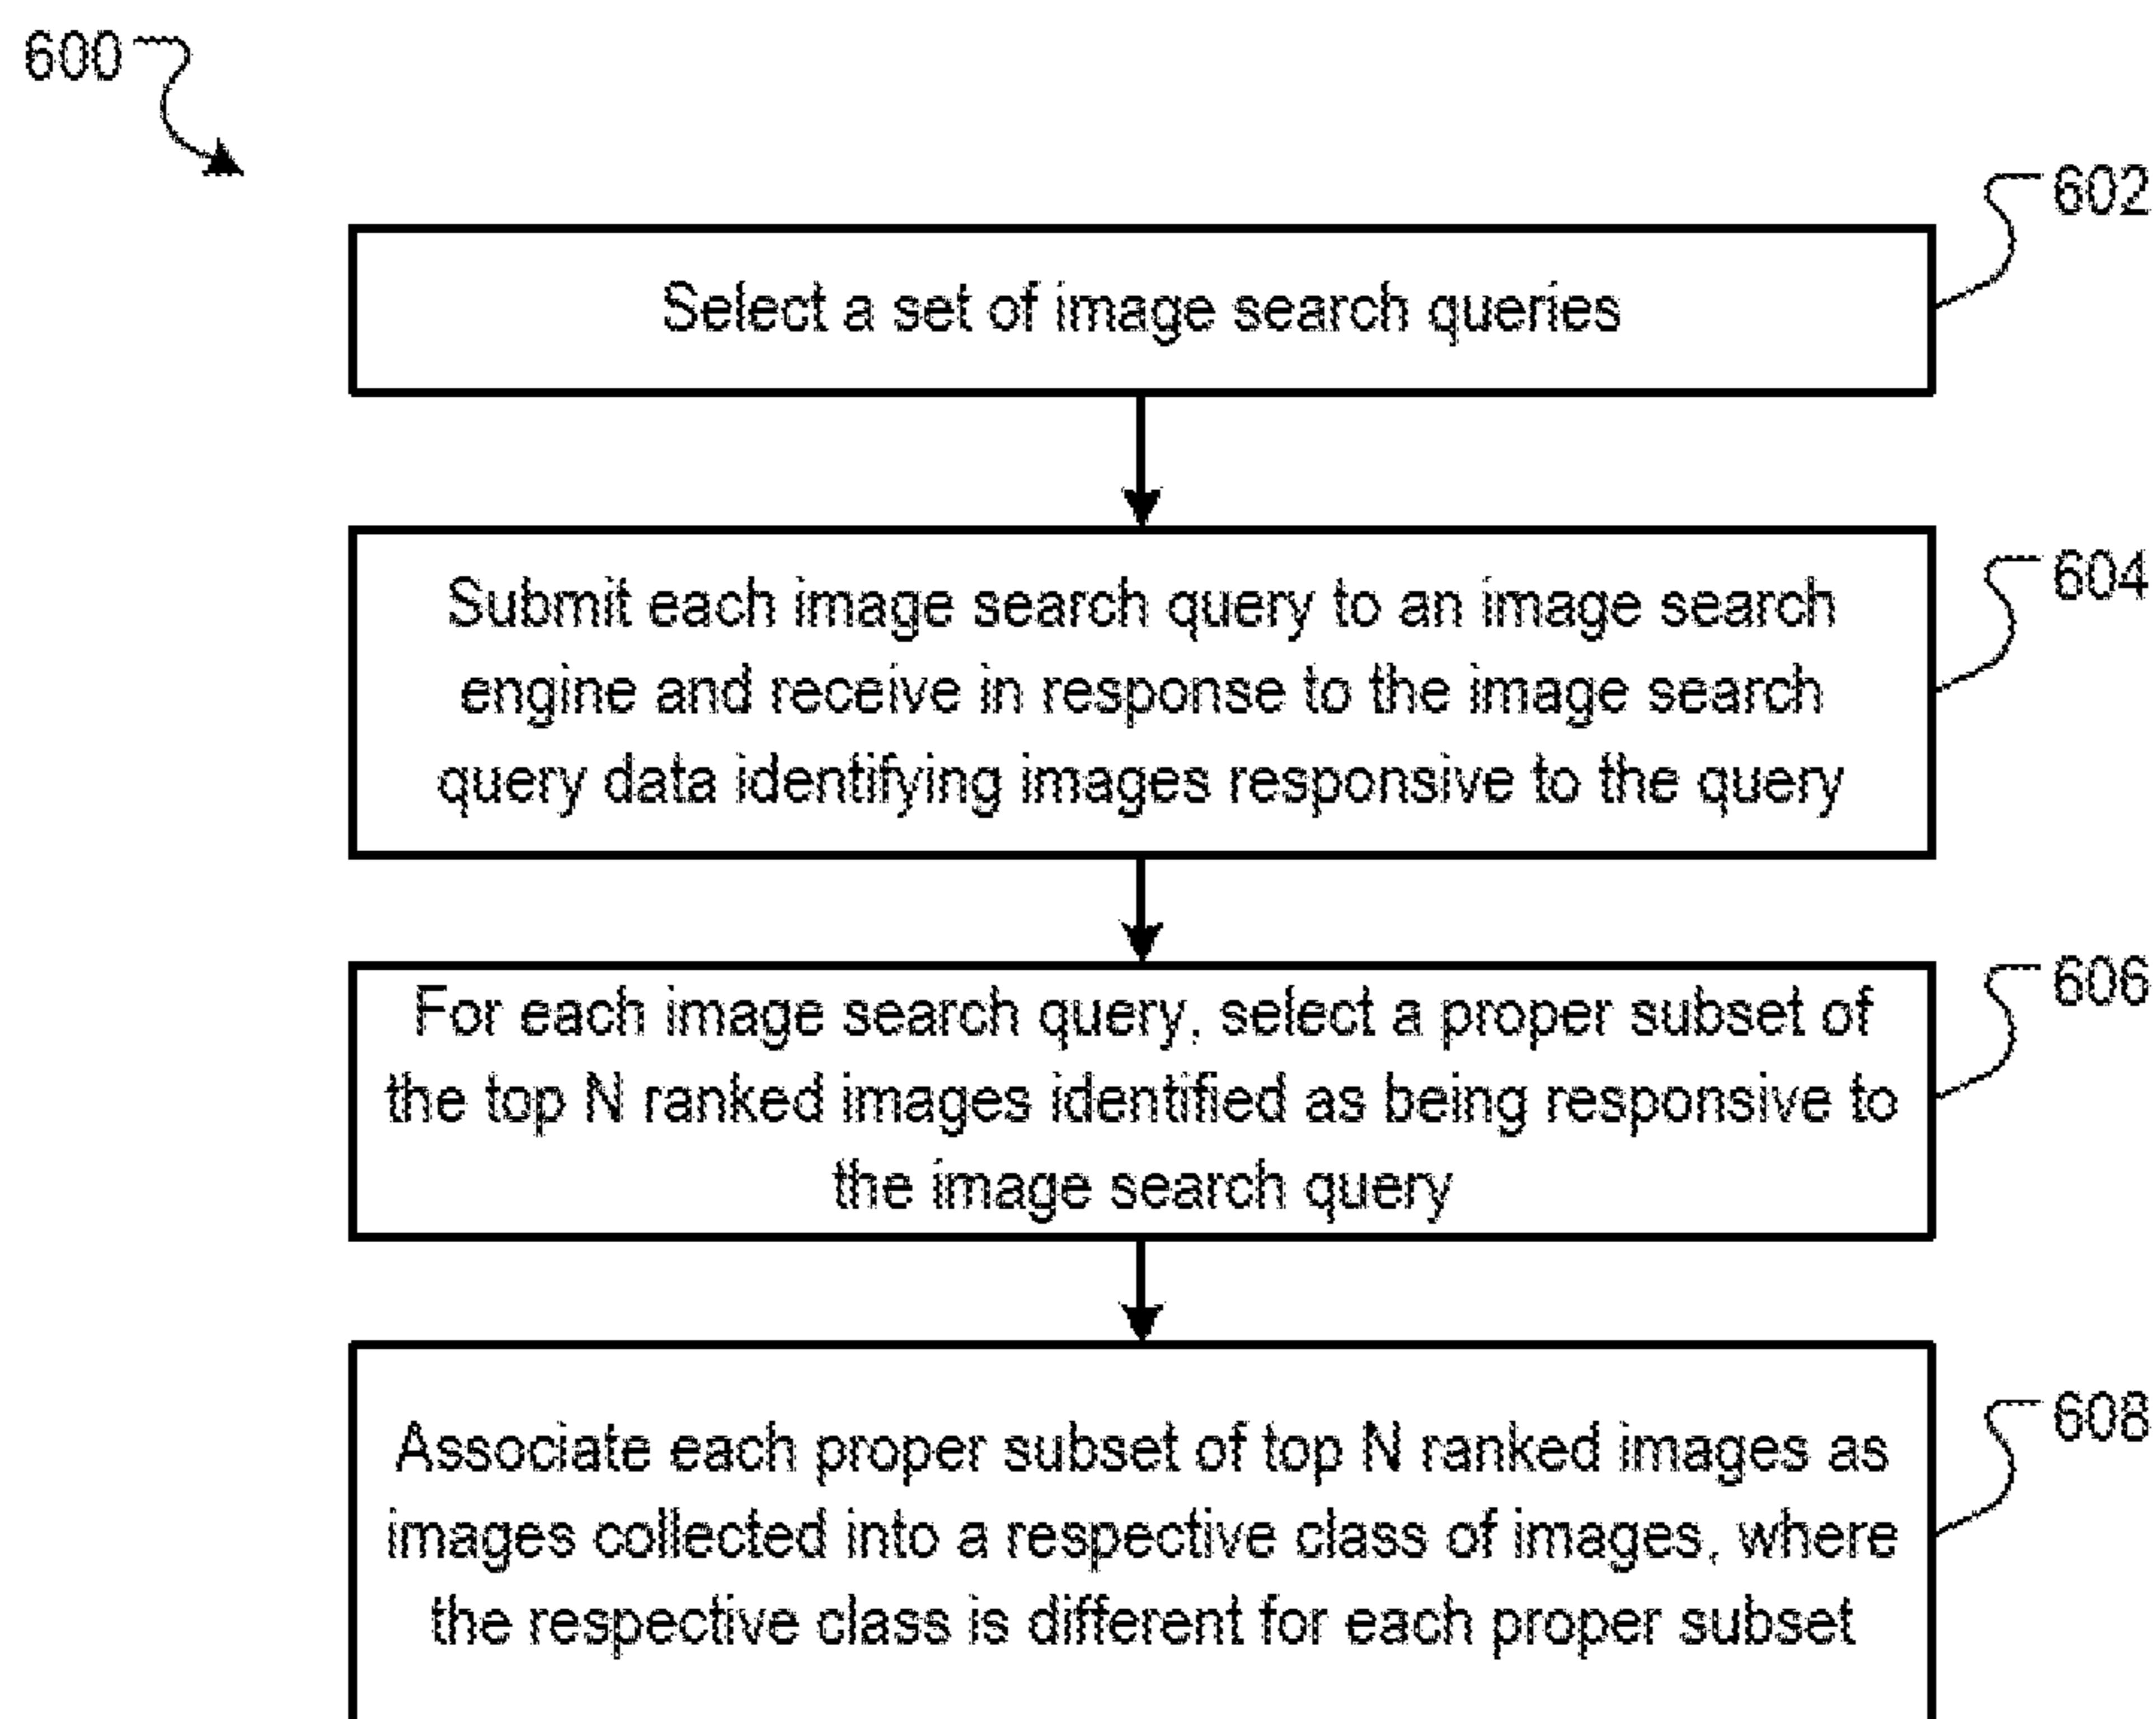 600
602
Select a set of image search queries
604
Submit each image search query to an image search
engine and receive in response to the image search
query data identifying images responsive to the query
606
For each image search query, select a proper subset of
the top N ranked images identified as being responsive to
the image search query
608
Associate each proper subset of top N ranked images as
images collected into a respective class of images, where
the respective class is different for each proper subset